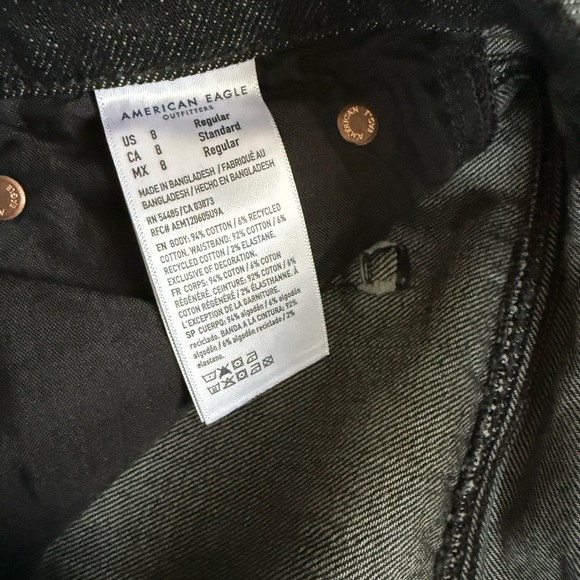 AMERICAN EAGLE
OUTFITTERS
US 8 Regular
CA 8 Standard
MX 8 Regular
MADE IN BANGLADESH / FABRIQUÉ AU
BANGLADESH / HECHO EN BANGLADESH
RN 54485 / CA 03873
RFC# AEM120605U9A
EN BODY: 94% COTTON / 6% RECYCLED
COTTON. WAISTBAND: 92% COTTON / 6%
RECYCLED COTTON / 2% ELASTANE.
EXCLUSIVE OF DECORATION.
FR CORPS: 94% COTON / 6% COTON
RÉGÉNÉRÉ. CEINTURE: 92% COTON / 6%
COTON RÉGÉNÉRÉ / 2% ÉLASTHANNE. À
L'EXCEPTION DE LA GARNITURE.
SP CUERPO: 94% algodón / 6% algodón
reciclado. BANDA A LA CINTURA: 92%
algodón / 6% algodón reciclado / 2%
elastano.
AMERICAN